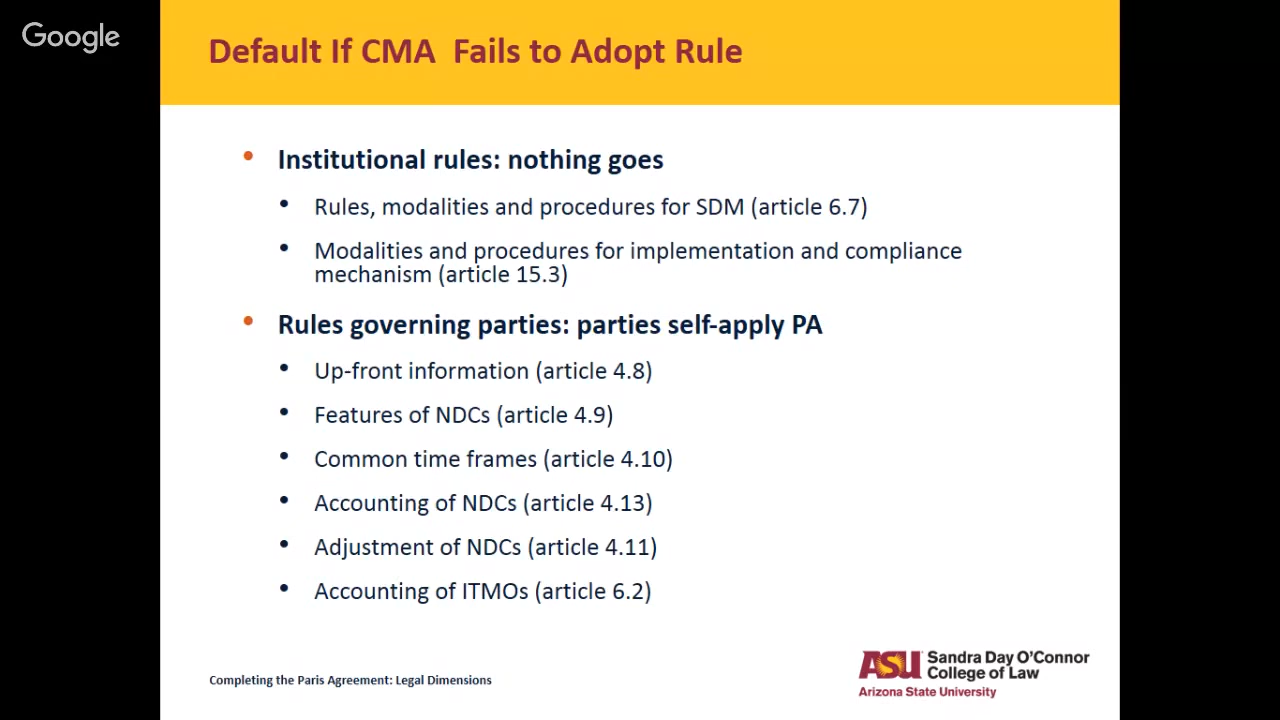 Google
Default If CMA Fails to Adopt Rule
• Institutional rules: nothing goes
• Rules, modalities and procedures for SDM (article 6.7)
• Modalities and procedures for implementation and compliance
mechanism (article 15.3)
• Rules governing parties: parties self-apply PA
• Up-front information (article 4.8)
• Features of NDCs (article 4.9)
• Common time frames (article 4.10)
• Accounting of NDCs (article 4.13)
• Adjustment of NDCs (article 4.11)
• Accounting of ITMOs (article 6.2)
Completing the Paris Agreement: Legal Dimensions
ASU Sandra Day O'Connor
College of Law
Arizona State University